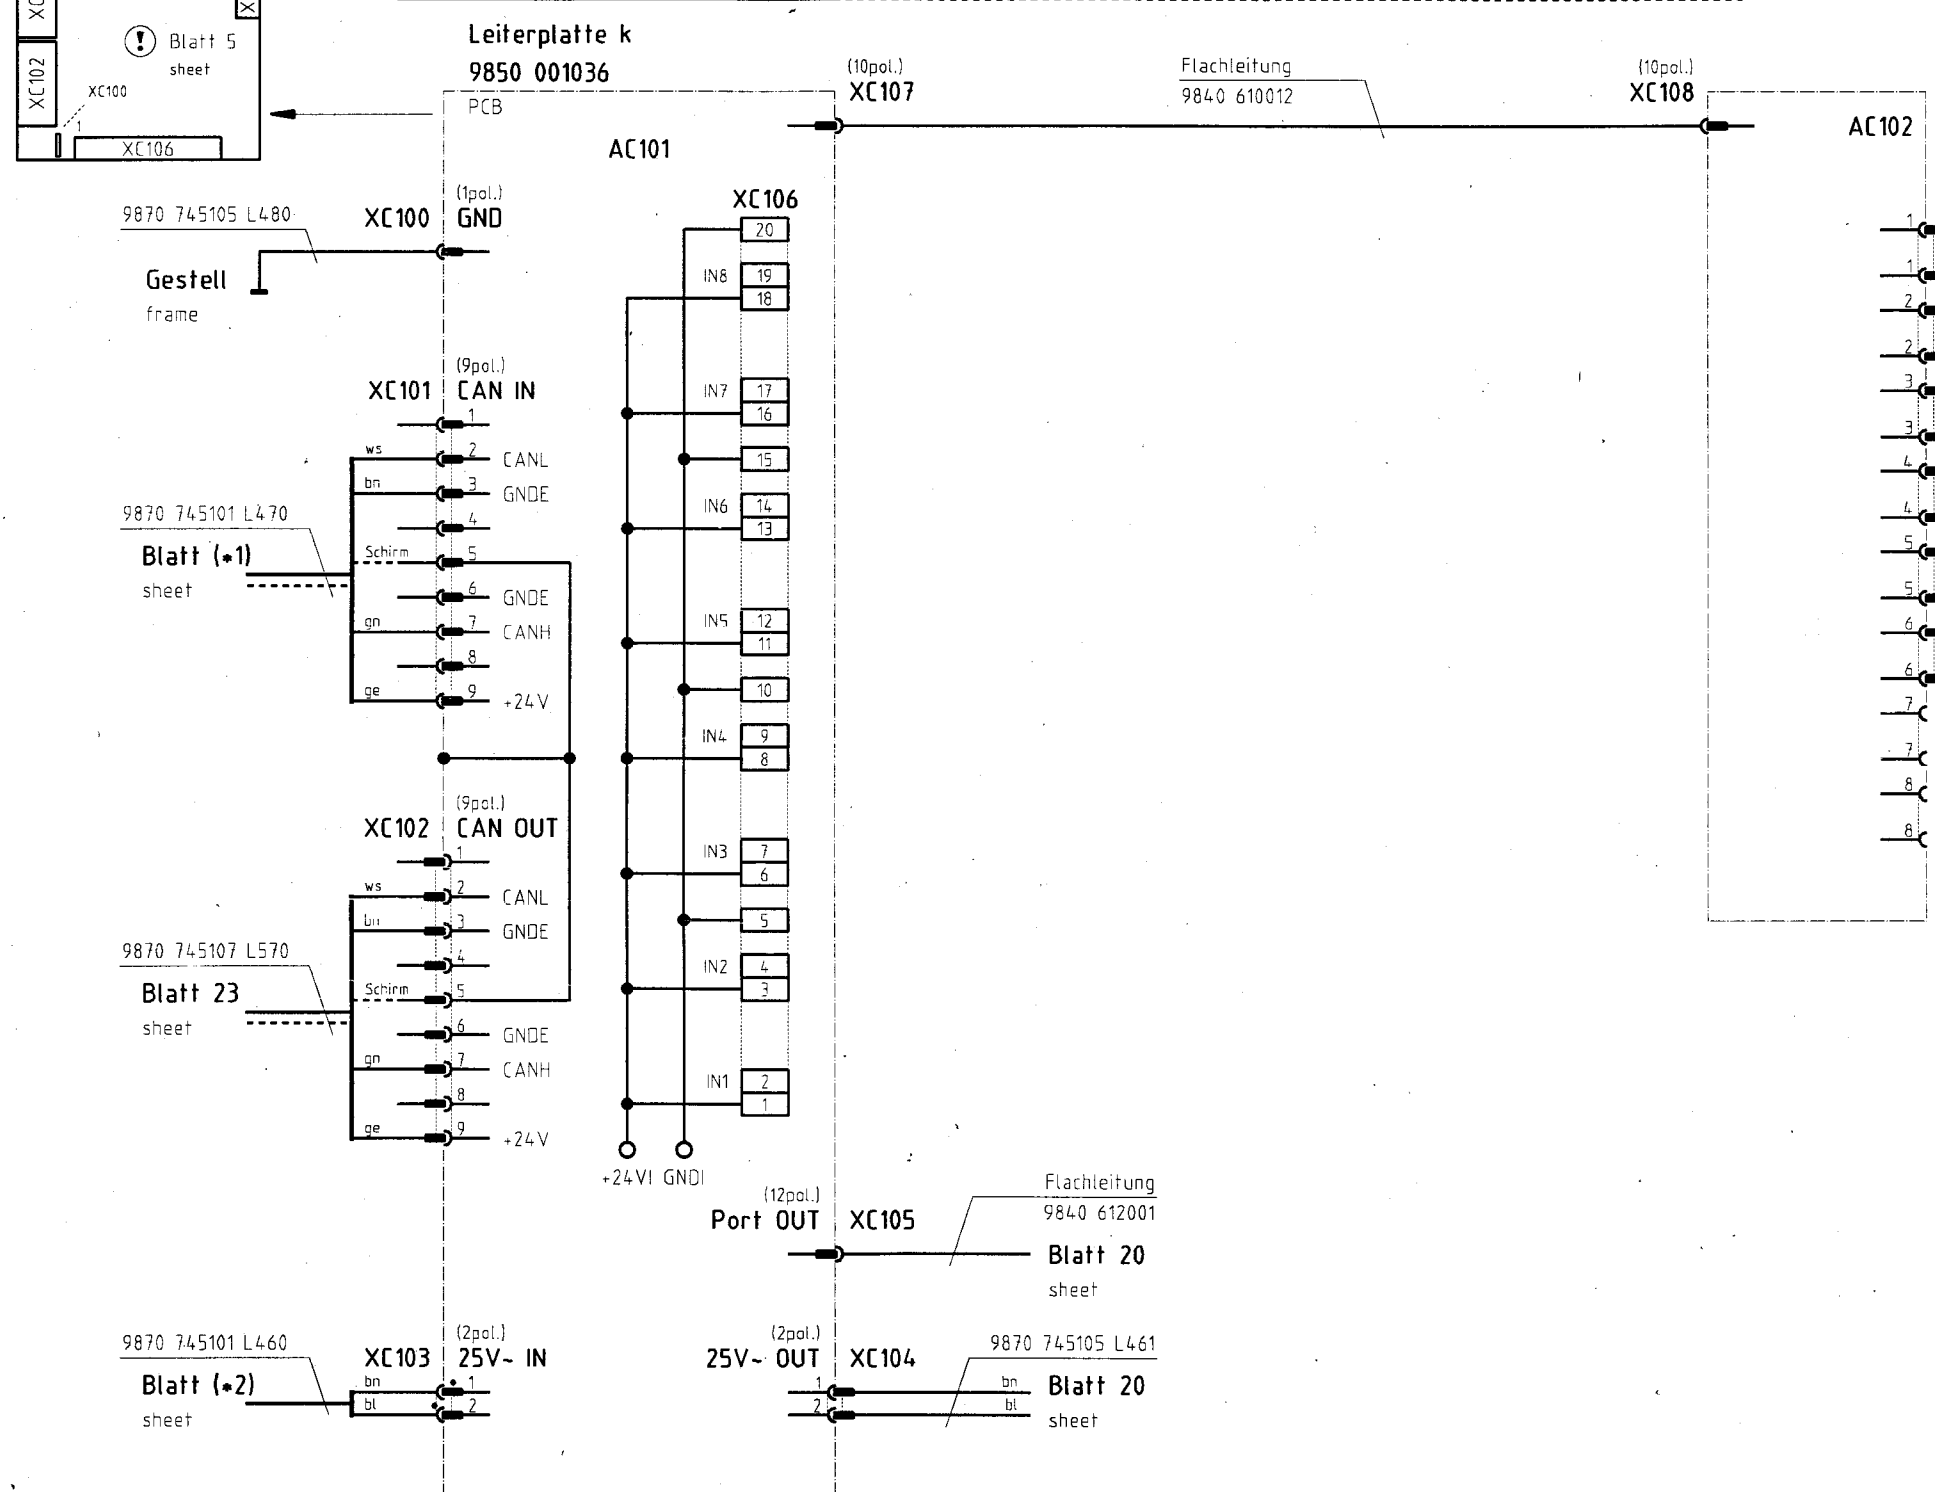 XC102
Blatt 5
sheet
XC100
1
XC106
Leiterplatte k
9850 001036
PCB
AC101
(10pol.)
XC107
Flachleitung
9840 610012
(10pol.)
XC108
AC102
9870 745105 L480
XC100
(1pol.)
GND
Gestell
frame
XC106
20
IN8 19
18
IN7 17
16
15
IN6 14
13
IN5 12
11
10
IN4 9
8
IN3 7
6
5
IN2 4
3
IN1 2
1
+24VI GNDI
XC101
(9pol.)
CAN IN
1
ws 2 CANL
bn 3 GNDE
4
Schirm 5
6 GNDE
gn 7 CANH
8
ge 9 +24V
9870 745101 L470
Blatt (*1)
sheet
XC102
(9pol.)
CAN OUT
1
ws 2 CANL
bn 3 GNDE
4
Schirm 5
6 GNDE
gn 7 CANH
8
ge 9 +24V
9870 745107 L570
Blatt 23
sheet
(12pol.)
Port OUT XC105
Flachleitung
9840 612001
Blatt 20
sheet
9870 745101 L460
Blatt (*2)
sheet
XC103
(2pol.)
25V~ IN
bn 1
bl 2
(2pol.)
25V~ OUT XC104
1 bn
2 bl
9870 745105 L461
Blatt 20
sheet
1
1
2
2
3
3
4
4
5
5
6
6
7
7
8
8